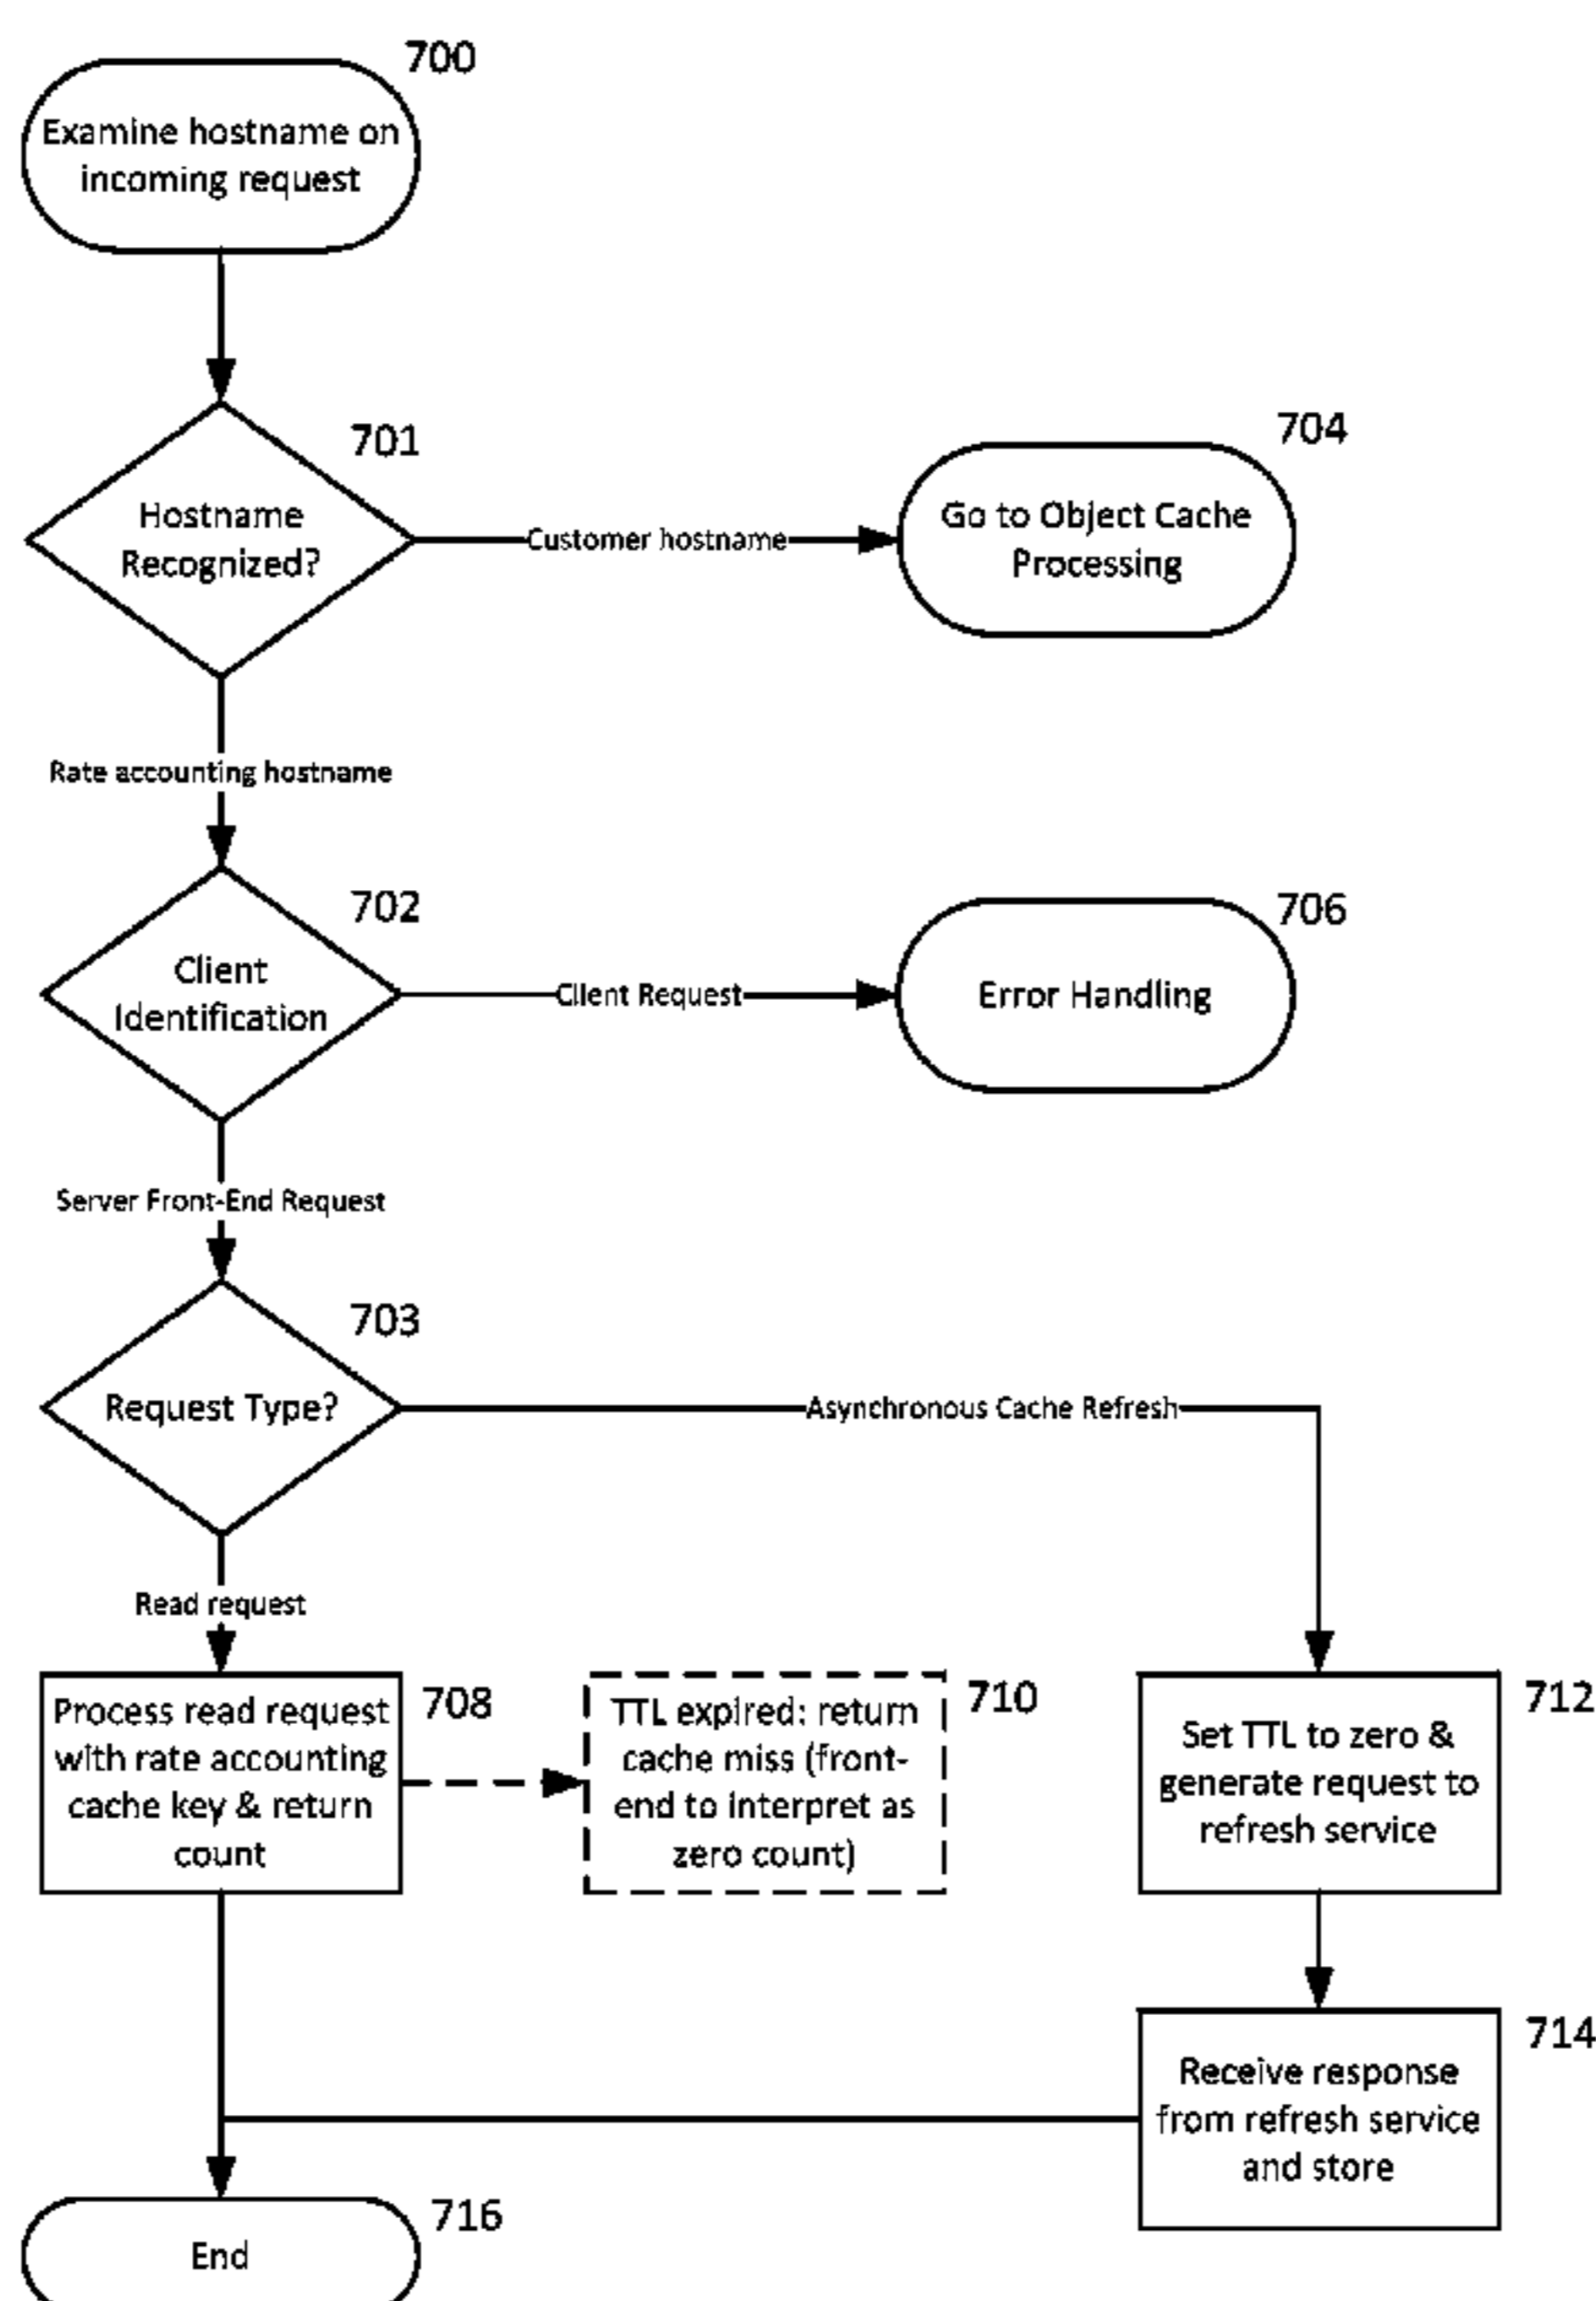 700
Examine hostname on
incoming request
701
Hostname
Recognized?
Customer hostname
704
Go to Object Cache
Processing
Rate accounting hostname
702
Client
Identification
Client Request
706
Error Handling
Server Front-End Request
703
Request Type?
Asynchronous Cache Refresh
Read request
708
Process read request
with rate accounting
cache key & return
count
710
TTL expired: return
cache miss (front-
end to interpret as
zero count)
712
Set TTL to zero &
generate request to
refresh service
714
Receive response
from refresh service
and store
716
End